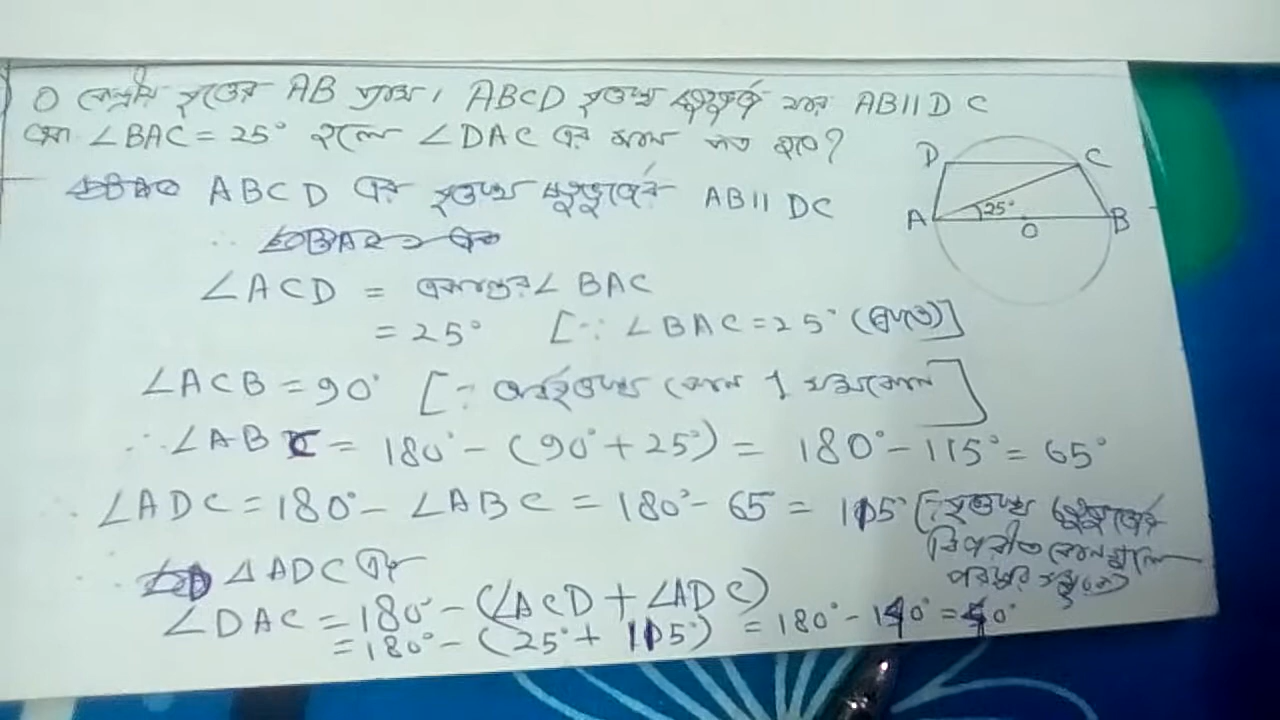 O কেন্দ্রীয় বৃত্তের AB ব্যাস। ABCD বৃত্তস্থ চতুর্ভুজ যার AB॥DC
∠BAC = 25° হলে ∠DAC এর মান কত হবে?
D C
ABCD এর বৃত্তস্থ চতুর্ভুজের AB॥DC
A 25° O B
∠ACD = একান্তর∠ BAC
= 25° [∵ ∠BAC = 25° (প্রদত্ত)]
∠ACB = 90° [∵ অর্ধবৃত্তস্থ কোন 1 সমকোন]
∴ ∠ABC = 180° - (90° + 25°) = 180° - 115° = 65°
∴ ∠ADC = 180° - ∠ABC = 180° - 65° = 115° [∵ বৃত্তস্থ চতুর্ভুজের
বিপরীত কোনগুলো
পরস্পর সম্পূরক]
∴ △ADC এর
∠DAC = 180° - (∠ACD + ∠ADC)
= 180° - (25° + 115°) = 180° - 140° = 40°